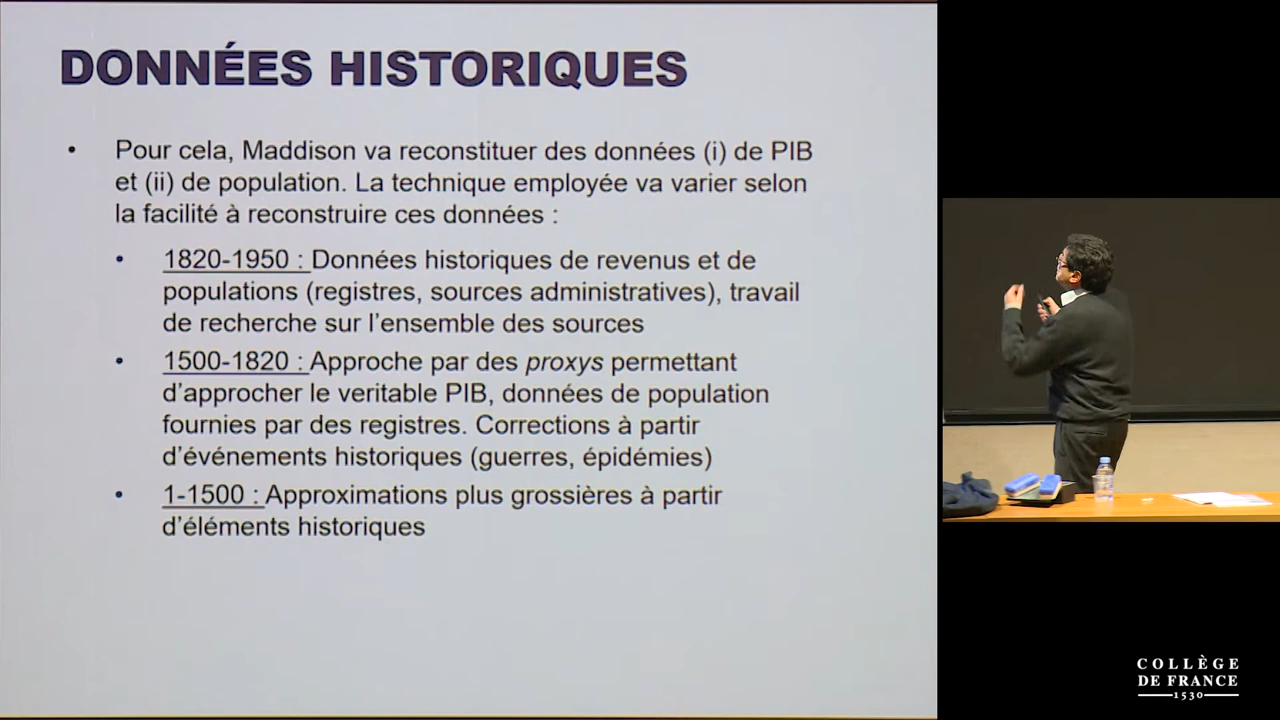 DONNÉES HISTORIQUES
• Pour cela, Maddison va reconstituer des données (i) de PIB
et (ii) de population. La technique employée va varier selon
la facilité à reconstruire ces données :
• 1820-1950 : Données historiques de revenus et de
populations (registres, sources administratives), travail
de recherche sur l'ensemble des sources
• 1500-1820 : Approche par des proxys permettant
d'approcher le veritable PIB, données de population
fournies par des registres. Corrections à partir
d'événements historiques (guerres, épidémies)
• 1-1500 : Approximations plus grossières à partir
d'éléments historiques
COLLÈGE
DE FRANCE
1530